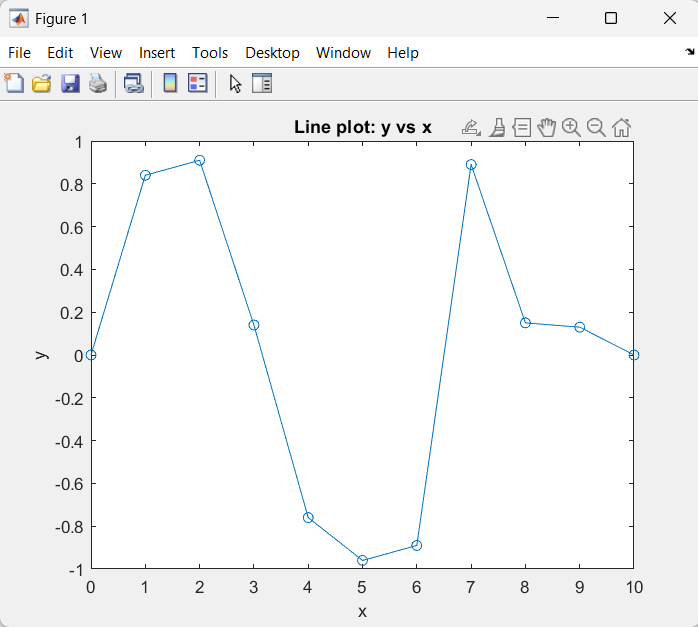 Figure 1
File Edit View Insert Tools Desktop Window Help
Line plot: y vs x
1
0.8
0.6
0.4
0.2
0
-0.2
-0.4
-0.6
-0.8
-1
y
0 1 2 3 4 5 6 7 8 9 10
x